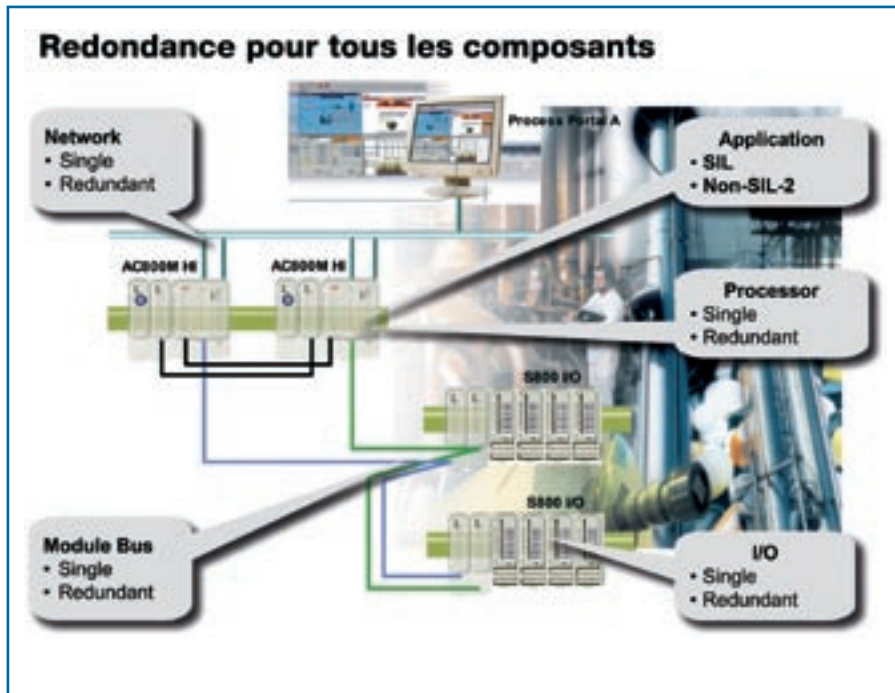 Redondance pour tous les composants
Process Portal A
Network
• Single
• Redundant
Application
• SIL
• Non-SIL-2
AC800M HI
AC800M HI
Processor
• Single
• Redundant
S800 I/O
S800 I/O
Module Bus
• Single
• Redundant
I/O
• Single
• Redundant